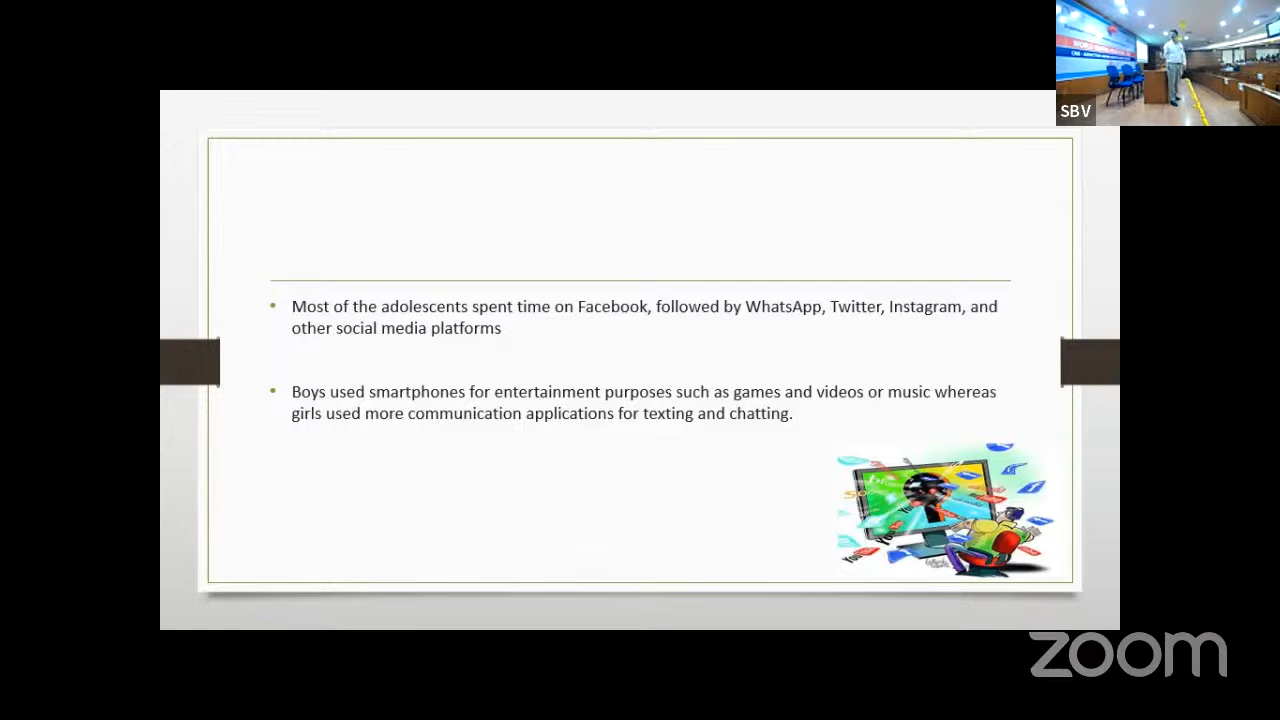 SBV
• Most of the adolescents spent time on Facebook, followed by WhatsApp, Twitter, Instagram, and
other social media platforms
• Boys used smartphones for entertainment purposes such as games and videos or music whereas
girls used more communication applications for texting and chatting.
zoom